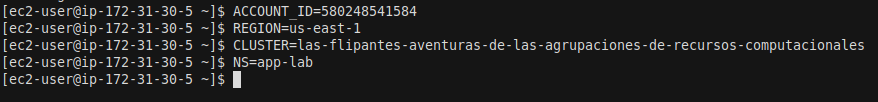 [ec2-user@ip-172-31-30-5 ~]$ ACCOUNT_ID=580248541584
[ec2-user@ip-172-31-30-5 ~]$ REGION=us-east-1
[ec2-user@ip-172-31-30-5 ~]$ CLUSTER=las-flipantes-aventuras-de-las-agrupaciones-de-recursos-computacionales
[ec2-user@ip-172-31-30-5 ~]$ NS=app-lab
[ec2-user@ip-172-31-30-5 ~]$